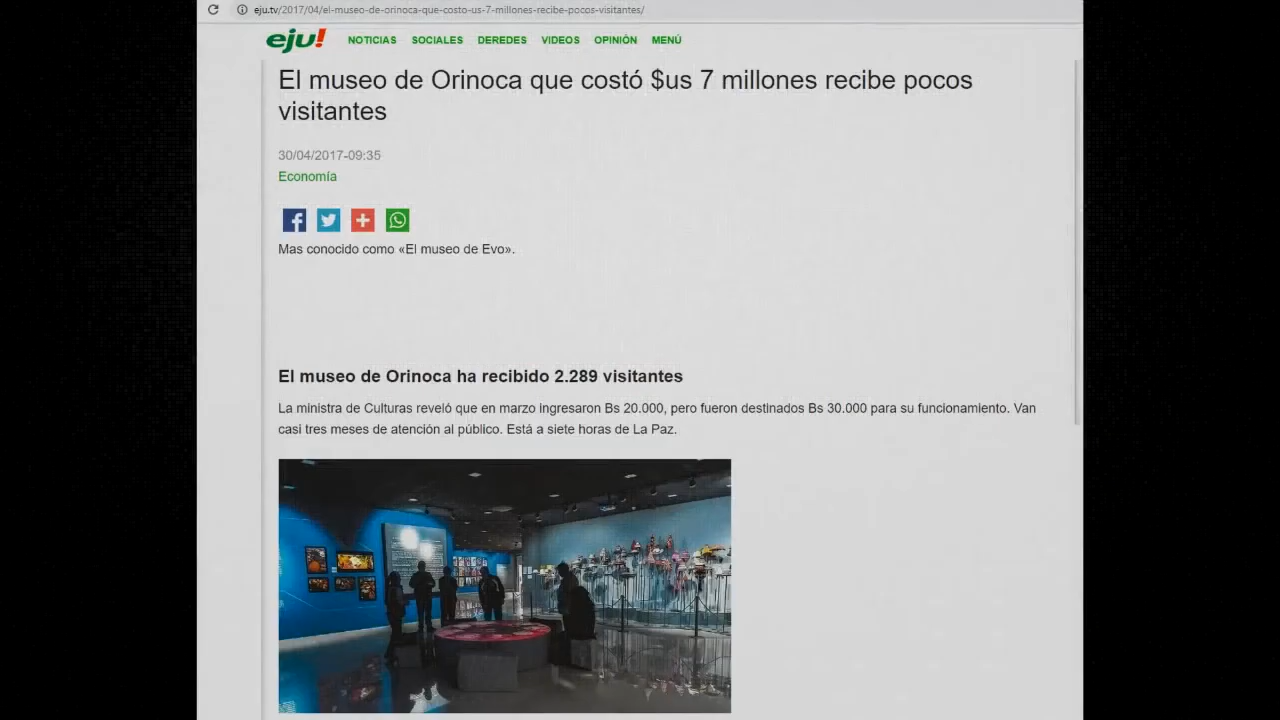 eju.tv/2017/04/el-museo-de-orinoca-que-costo-us-7-millones-recibe-pocos-visitantes/
eju! NOTICIAS SOCIALES DEREDES VIDEOS OPINIÓN MENÚ
El museo de Orinoca que costó $us 7 millones recibe pocos
visitantes
30/04/2017-09:35
Economía
Mas conocido como «El museo de Evo».
El museo de Orinoca ha recibido 2.289 visitantes
La ministra de Culturas reveló que en marzo ingresaron Bs 20.000, pero fueron destinados Bs 30.000 para su funcionamiento. Van
casi tres meses de atención al público. Está a siete horas de La Paz.